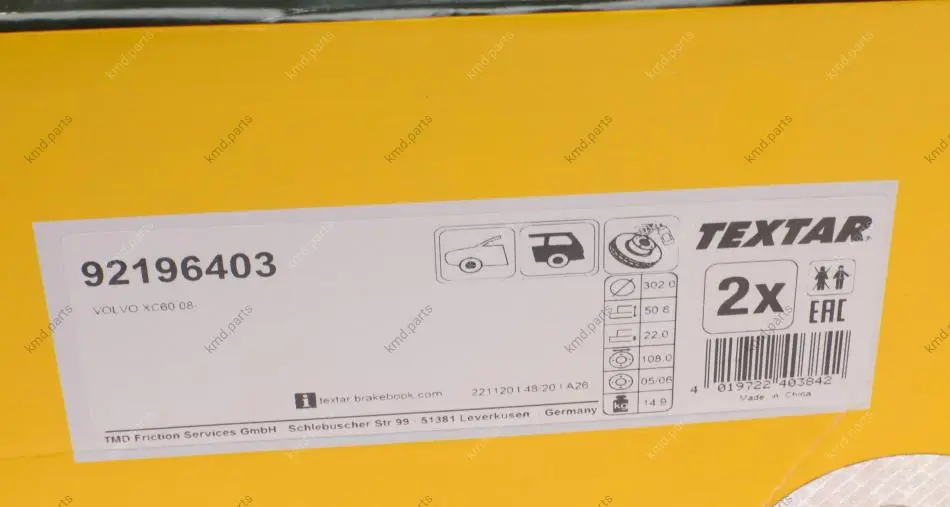 92196403
VOLVO XC60 08-
i textar.brakebook.com
221120 | 48/20 | A26
TMD Friction Services GmbH Schlebuscher Str 99 · 51381 Leverkusen · Germany
302.0
50.8
22.0
108.0
05/06
kg 14.9
TEXTAR
2x
EAC
4 019722 403842
Made in China
kmd.parts